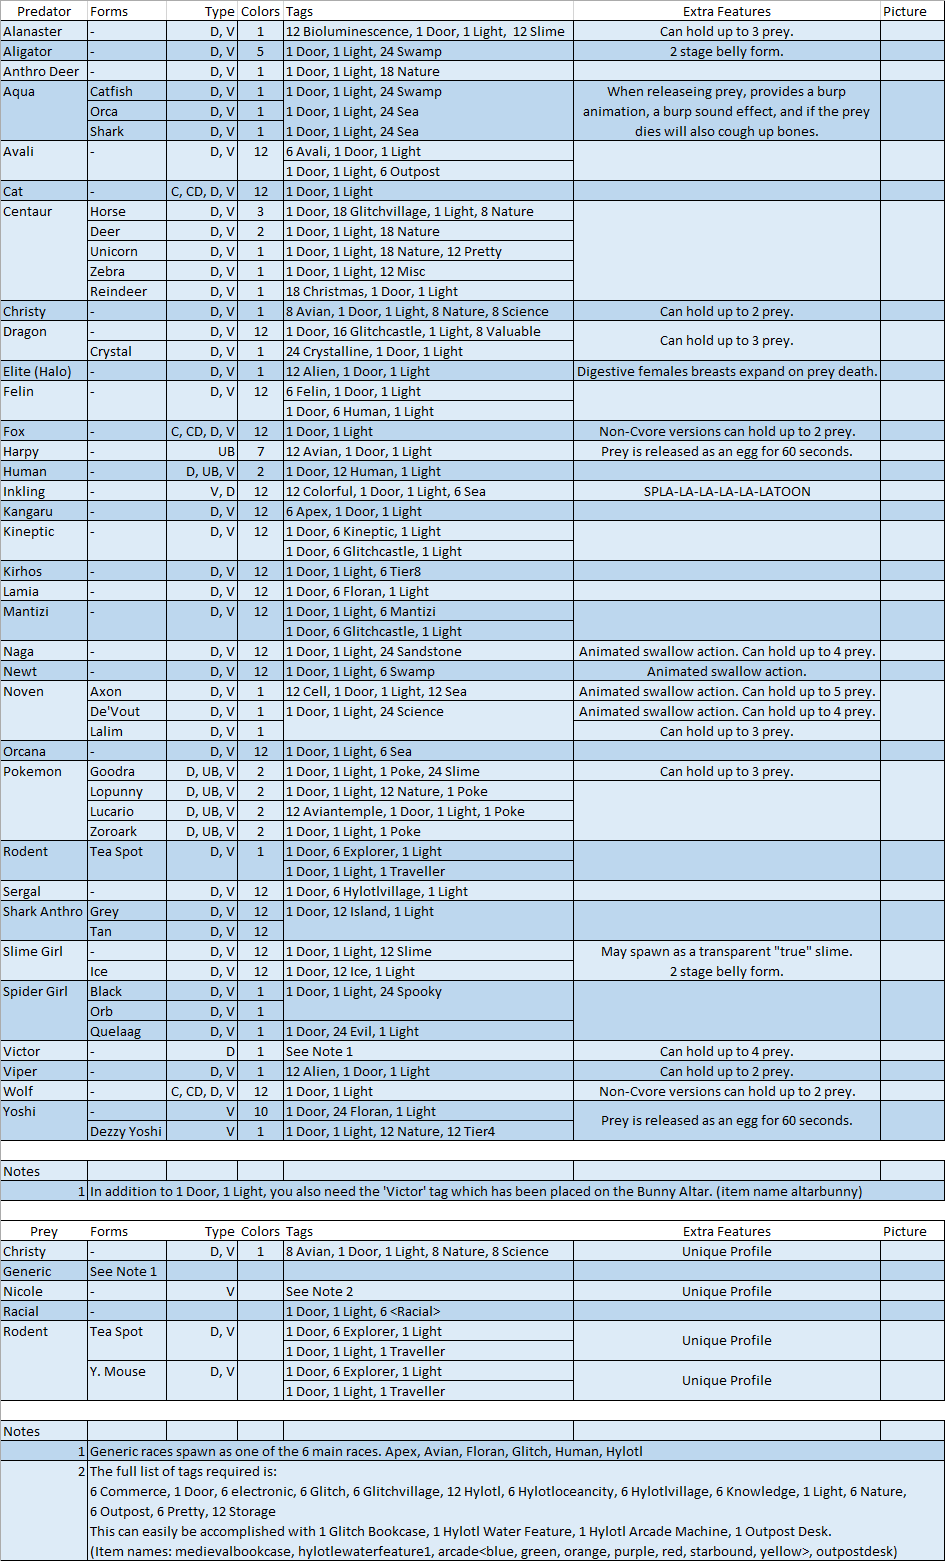 Predator Forms Type Colors Tags Extra Features Picture
Alanaster - D, V 1 12 Bioluminescence, 1 Door, 1 Light, 12 Slime Can hold up to 3 prey.
Aligator - D, V 5 1 Door, 1 Light, 24 Swamp 2 stage belly form.
Anthro Deer - D, V 1 1 Door, 1 Light, 18 Nature
Aqua Catfish D, V 1 1 Door, 1 Light, 24 Swamp When releaseing prey, provides a burp
Orca D, V 1 1 Door, 1 Light, 24 Sea animation, a burp sound effect, and if the prey
Shark D, V 1 1 Door, 1 Light, 24 Sea dies will also cough up bones.
Avali - D, V 12 6 Avali, 1 Door, 1 Light
1 Door, 1 Light, 6 Outpost
Cat - C, CD, D, V 12 1 Door, 1 Light
Centaur Horse D, V 3 1 Door, 18 Glitchvillage, 1 Light, 8 Nature
Deer D, V 2 1 Door, 1 Light, 18 Nature
Unicorn D, V 1 1 Door, 1 Light, 18 Nature, 12 Pretty
Zebra D, V 1 1 Door, 1 Light, 12 Misc
Reindeer D, V 1 18 Christmas, 1 Door, 1 Light
Christy - D, V 1 8 Avian, 1 Door, 1 Light, 8 Nature, 8 Science Can hold up to 2 prey.
Dragon - D, V 12 1 Door, 16 Glitchcastle, 1 Light, 8 Valuable
Can hold up to 3 prey.
Crystal D, V 1 24 Crystalline, 1 Door, 1 Light
Elite (Halo) - D, V 1 12 Alien, 1 Door, 1 Light Digestive females breasts expand on prey death.
Felin - D, V 12 6 Felin, 1 Door, 1 Light
1 Door, 6 Human, 1 Light
Fox - C, CD, D, V 12 1 Door, 1 Light Non-Cvore versions can hold up to 2 prey.
Harpy - UB 7 12 Avian, 1 Door, 1 Light Prey is released as an egg for 60 seconds.
Human - D, UB, V 2 1 Door, 12 Human, 1 Light
Inkling - V, D 12 12 Colorful, 1 Door, 1 Light, 6 Sea SPLA-LA-LA-LA-LA-LATOON
Kangaru - D, V 12 6 Apex, 1 Door, 1 Light
Kineptic - D, V 12 1 Door, 6 Kineptic, 1 Light
1 Door, 6 Glitchcastle, 1 Light
Kirhos - D, V 12 1 Door, 1 Light, 6 Tier8
Lamia - D, V 12 1 Door, 6 Floran, 1 Light
Mantizi - D, V 12 1 Door, 1 Light, 6 Mantizi
1 Door, 6 Glitchcastle, 1 Light
Naga - D, V 12 1 Door, 1 Light, 24 Sandstone Animated swallow action. Can hold up to 4 prey.
Newt - D, V 12 1 Door, 1 Light, 6 Swamp Animated swallow action.
Noven Axon D, V 1 12 Cell, 1 Door, 1 Light, 12 Sea Animated swallow action. Can hold up to 5 prey.
De'Vout D, V 1 1 Door, 1 Light, 24 Science Animated swallow action. Can hold up to 4 prey.
Lalim D, V 1 Can hold up to 3 prey.
Orcana - D, V 12 1 Door, 1 Light, 6 Sea
Pokemon Goodra D, UB, V 2 1 Door, 1 Light, 1 Poke, 24 Slime Can hold up to 3 prey.
Lopunny D, UB, V 2 1 Door, 1 Light, 12 Nature, 1 Poke
Lucario D, UB, V 2 12 Aviantemple, 1 Door, 1 Light, 1 Poke
Zoroark D, UB, V 2 1 Door, 1 Light, 1 Poke
Rodent Tea Spot D, V 1 1 Door, 6 Explorer, 1 Light
1 Door, 1 Light, 1 Traveller
Sergal - D, V 12 1 Door, 6 Hylotlvillage, 1 Light
Shark Anthro Grey D, V 12 1 Door, 12 Island, 1 Light
Tan D, V 12
Slime Girl - D, V 12 1 Door, 1 Light, 12 Slime May spawn as a transparent "true" slime.
Ice D, V 12 1 Door, 12 Ice, 1 Light 2 stage belly form.
Spider Girl Black D, V 1 1 Door, 1 Light, 24 Spooky
Orb D, V 1
Quelaag D, V 1 1 Door, 24 Evil, 1 Light
Victor - D 1 See Note 1 Can hold up to 4 prey.
Viper - D, V 1 12 Alien, 1 Door, 1 Light Can hold up to 2 prey.
Wolf - C, CD, D, V 12 1 Door, 1 Light Non-Cvore versions can hold up to 2 prey.
Yoshi - V 10 1 Door, 24 Floran, 1 Light
Prey is released as an egg for 60 seconds.
Dezzy Yoshi V 1 1 Door, 1 Light, 12 Nature, 12 Tier4
Notes
1 In addition to 1 Door, 1 Light, you also need the 'Victor' tag which has been placed on the Bunny Altar. (item name altarbunny)
Prey Forms Type Colors Tags Extra Features Picture
Christy - D, V 1 8 Avian, 1 Door, 1 Light, 8 Nature, 8 Science Unique Profile
Generic See Note 1
Nicole - V See Note 2 Unique Profile
Racial - 1 Door, 1 Light, 6 <Racial>
Rodent Tea Spot D, V 1 Door, 6 Explorer, 1 Light
Unique Profile
1 Door, 1 Light, 1 Traveller
Y. Mouse D, V 1 Door, 6 Explorer, 1 Light
Unique Profile
1 Door, 1 Light, 1 Traveller
Notes
1 Generic races spawn as one of the 6 main races. Apex, Avian, Floran, Glitch, Human, Hylotl
2 The full list of tags required is:
6 Commerce, 1 Door, 6 electronic, 6 Glitch, 6 Glitchvillage, 12 Hylotl, 6 Hylotloceancity, 6 Hylotlvillage, 6 Knowledge, 1 Light, 6 Nature,
6 Outpost, 6 Pretty, 12 Storage
This can easily be accomplished with 1 Glitch Bookcase, 1 Hylotl Water Feature, 1 Hylotl Arcade Machine, 1 Outpost Desk.
(Item names: medievalbookcase, hylotlewaterfeature1, arcade<blue, green, orange, purple, red, starbound, yellow>, outpostdesk)